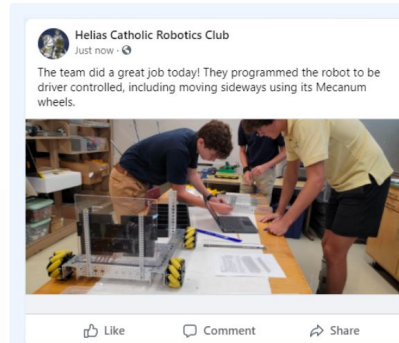 Helias Catholic Robotics Club
Just now ·
The team did a great job today! They programmed the robot to be
driver controlled, including moving sideways using its Mecanum
wheels.
Like
Comment
Share